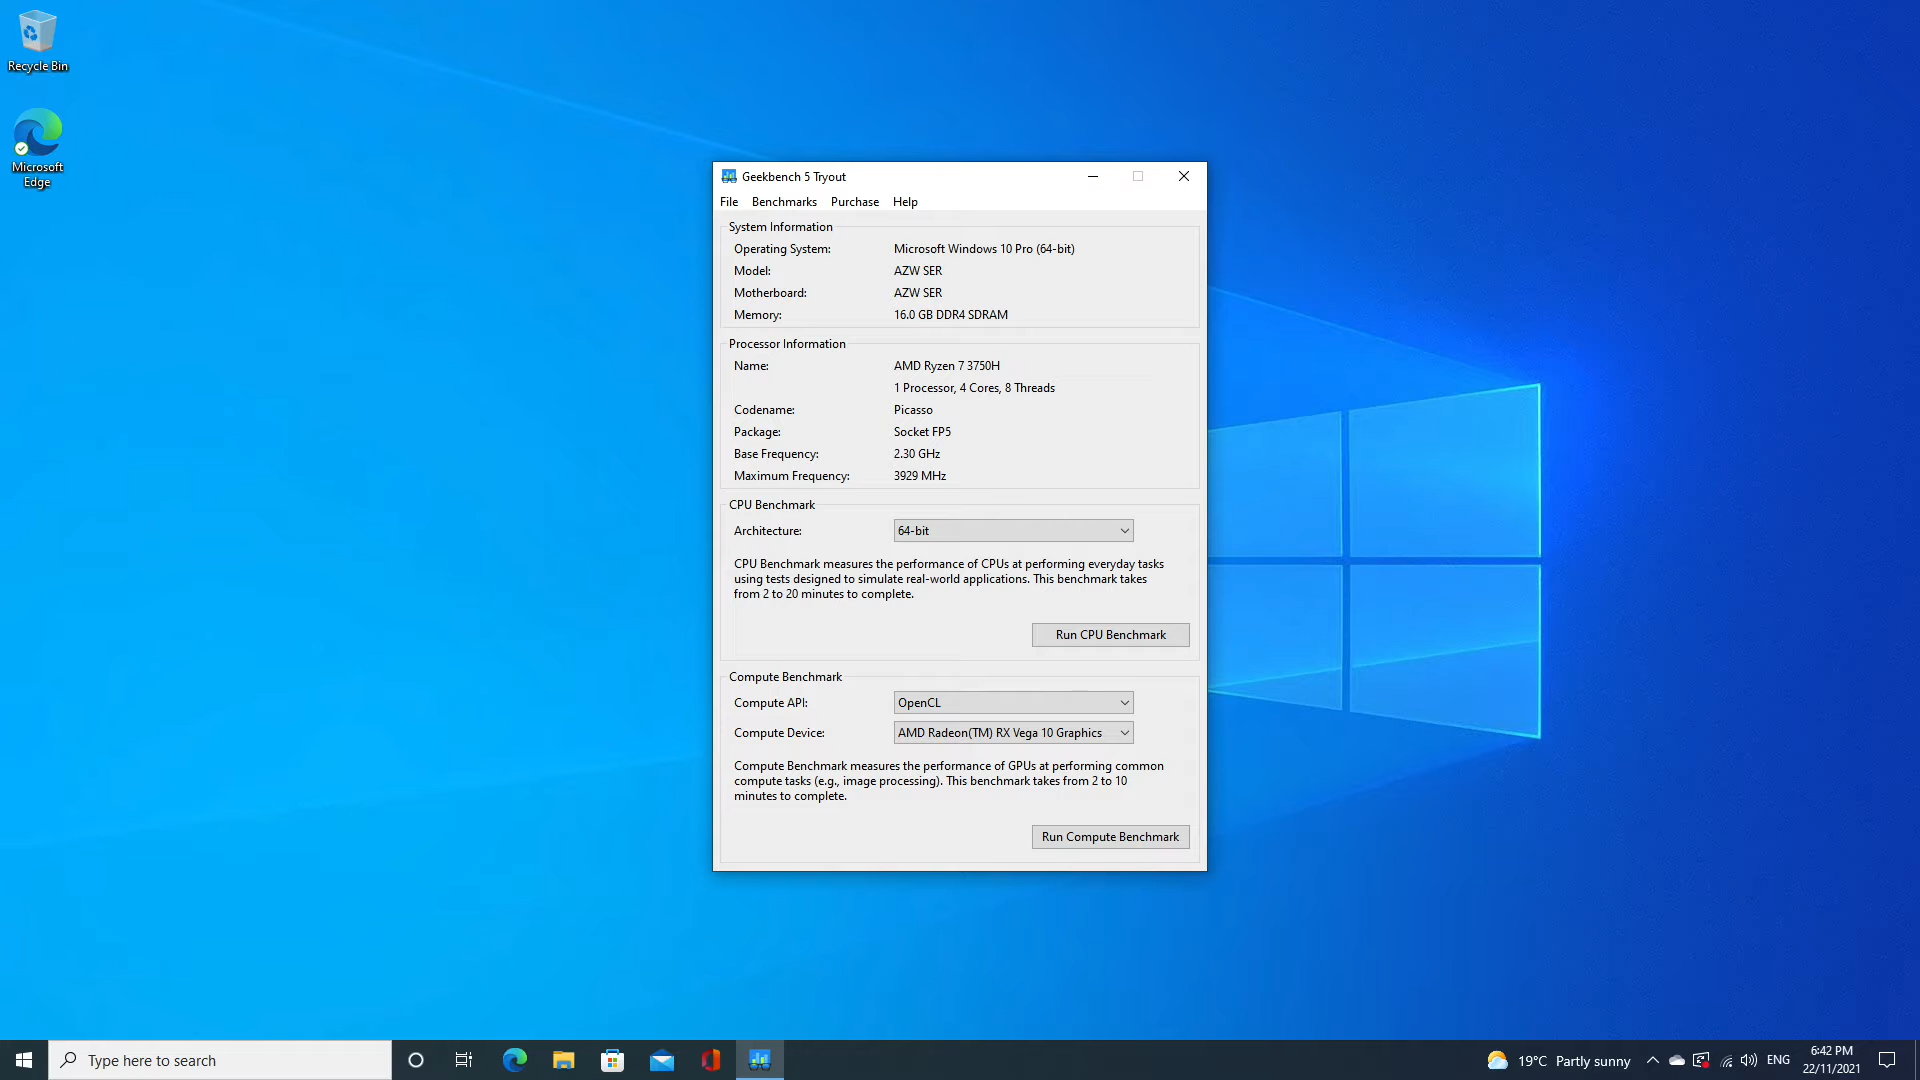 Recycle Bin
Microsoft
Edge
Geekbench 5 Tryout
File Benchmarks Purchase Help
System Information
Operating System: Microsoft Windows 10 Pro (64-bit)
Model: AZW SER
Motherboard: AZW SER
Memory: 16.0 GB DDR4 SDRAM
Processor Information
Name: AMD Ryzen 7 3750H
1 Processor, 4 Cores, 8 Threads
Codename: Picasso
Package: Socket FP5
Base Frequency: 2.30 GHz
Maximum Frequency: 3929 MHz
CPU Benchmark
Architecture: 64-bit
CPU Benchmark measures the performance of CPUs at performing everyday tasks
using tests designed to simulate real-world applications. This benchmark takes
from 2 to 20 minutes to complete.
Run CPU Benchmark
Compute Benchmark
Compute API: OpenCL
Compute Device: AMD Radeon(TM) RX Vega 10 Graphics
Compute Benchmark measures the performance of GPUs at performing common
compute tasks (e.g., image processing). This benchmark takes from 2 to 10
minutes to complete.
Run Compute Benchmark
Type here to search
19°C Partly sunny
ENG
6:42 PM
22/11/2021